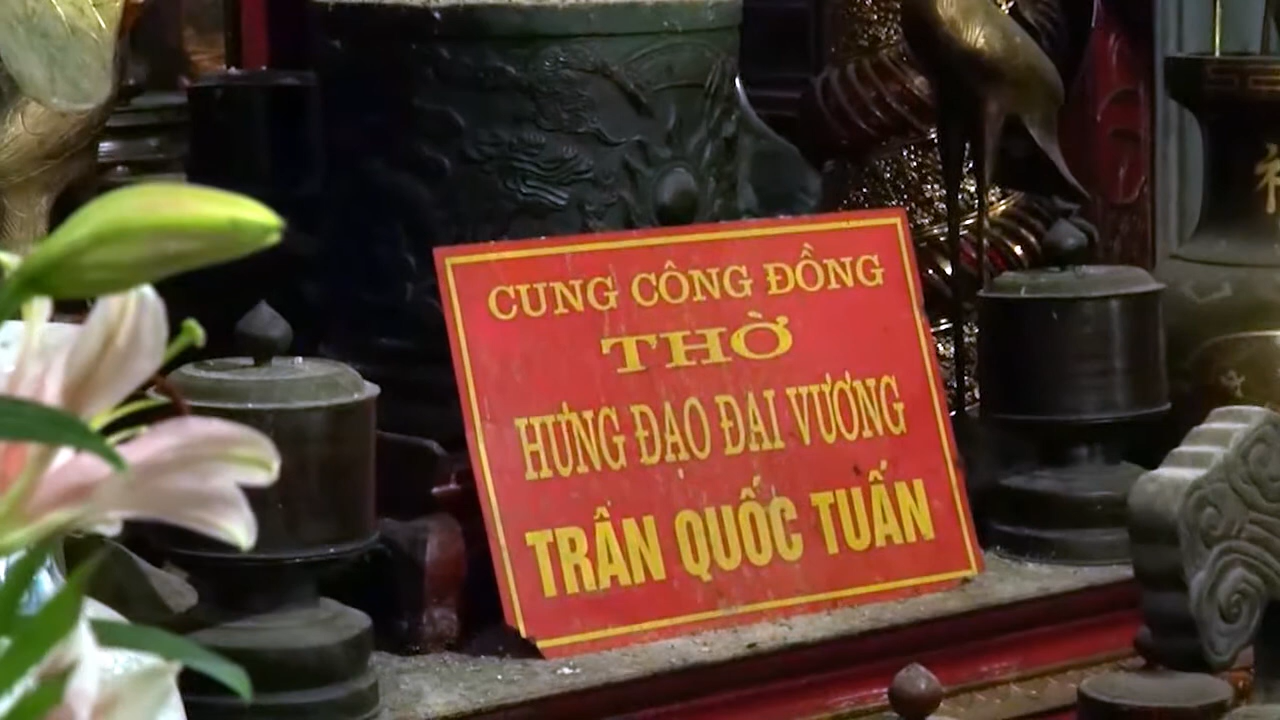 CUNG CÔNG ĐỒNG
THỜ
HƯNG ĐẠO ĐẠI VƯƠNG
TRẦN QUỐC TUẤN